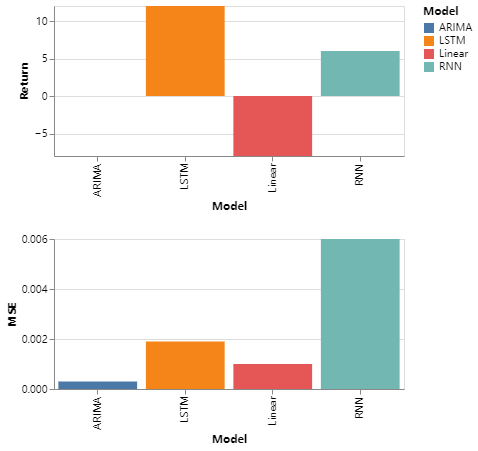 Model
ARIMA
LSTM
Linear
RNN
10
5
0
−5
Return
ARIMA
LSTM
Linear
RNN
Model
0.006
0.004
0.002
0.000
MSE
ARIMA
LSTM
Linear
RNN
Model